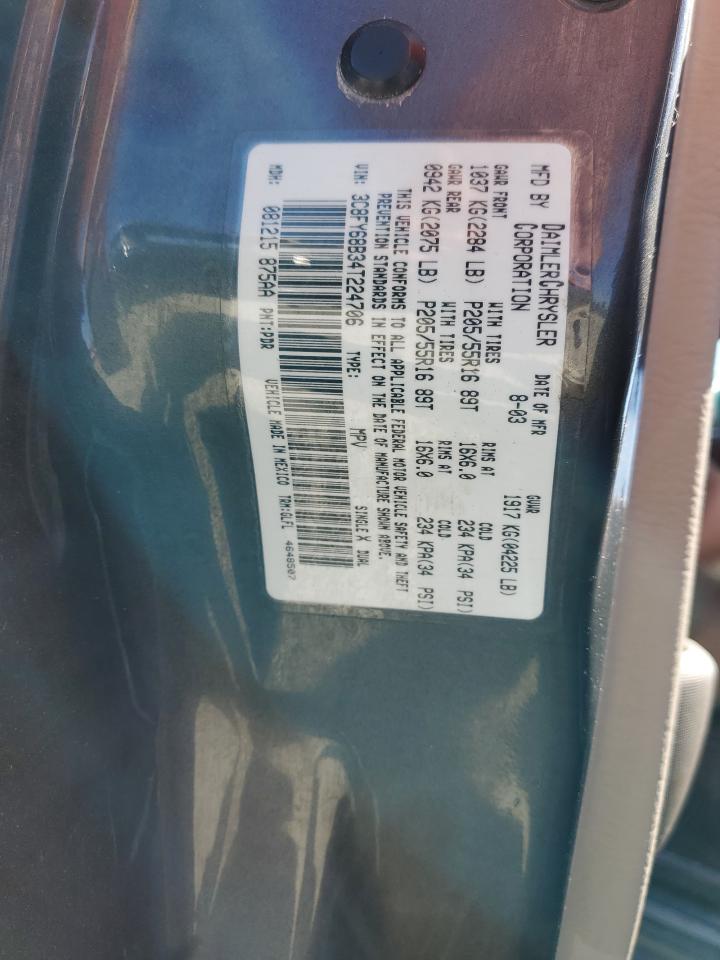 MFD BY DAIMLERCHRYSLER CORPORATION DATE OF MFR 8-03 GVWR 1917 KG(04225 LB)
GAWR FRONT WITH TIRES RIMS AT COLD
1037 KG(2284 LB) P205/55R16 89T 16X6.0 234 KPA(34 PSI)
GAWR REAR WITH TIRES RIMS AT COLD
0942 KG(2075 LB) P205/55R16 89T 16X6.0 234 KPA(34 PSI)
THIS VEHICLE CONFORMS TO ALL APPLICABLE FEDERAL MOTOR VEHICLE SAFETY AND THEFT
PREVENTION STANDARDS IN EFFECT ON THE DATE OF MANUFACTURE SHOWN ABOVE.
VIN: 3C8FY68B34T224706 TYPE: MPV SINGLE X DUAL
MDH: 081215 875AA PNT:PDR VEHICLE MADE IN MEXICO TRM:GLFL 4648507